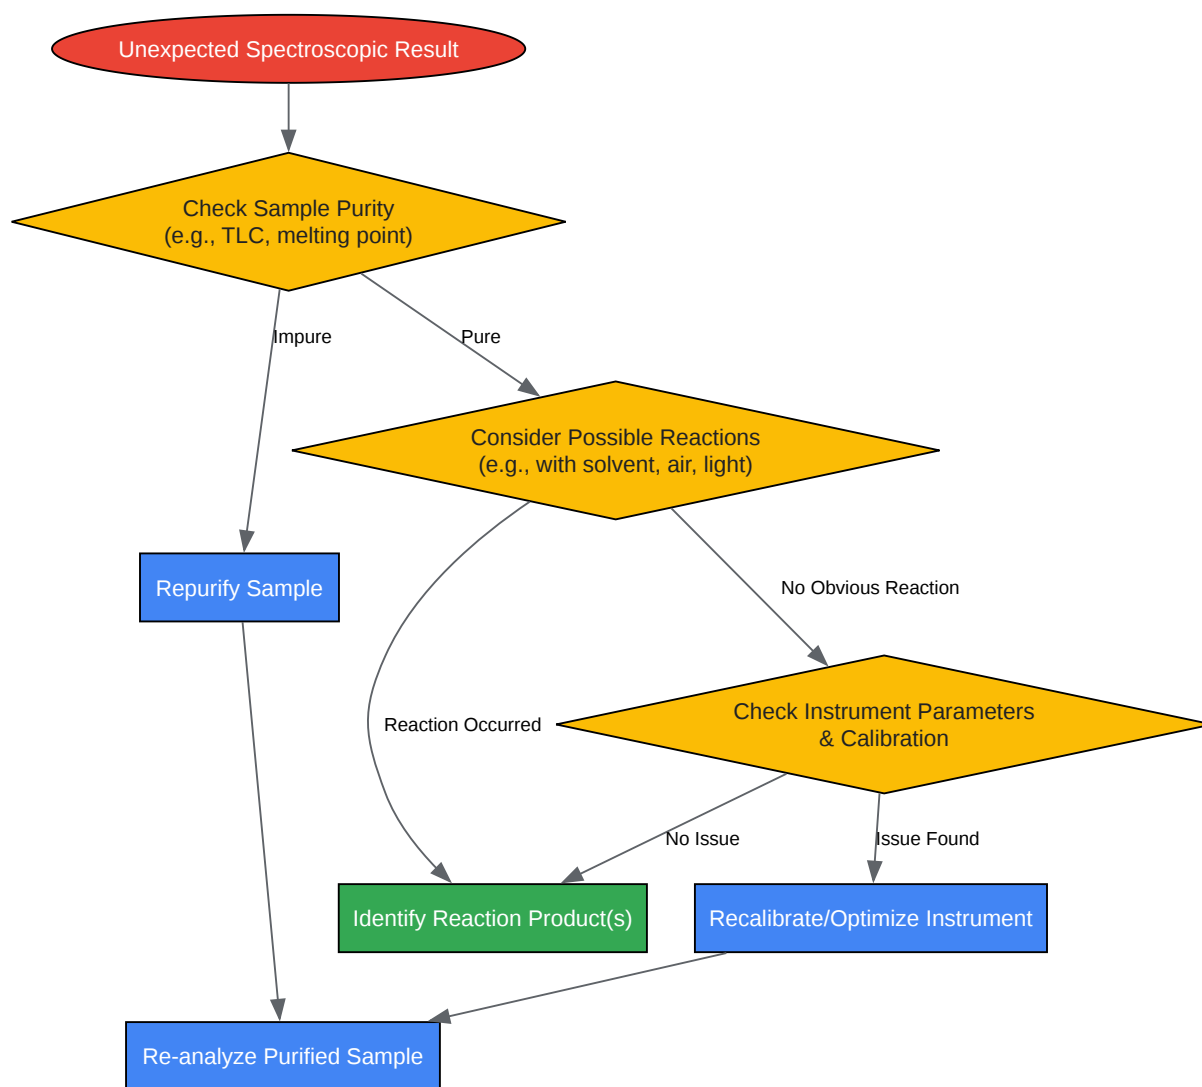 Unexpected Spectroscopic Result
Check Sample Purity
(e.g., TLC, melting point)
Impure
Pure
Consider Possible Reactions
(e.g., with solvent, air, light)
Repurify Sample
No Obvious Reaction
Reaction Occurred
Check Instrument Parameters
& Calibration
No Issue
Issue Found
Identify Reaction Product(s)
Recalibrate/Optimize Instrument
Re-analyze Purified Sample